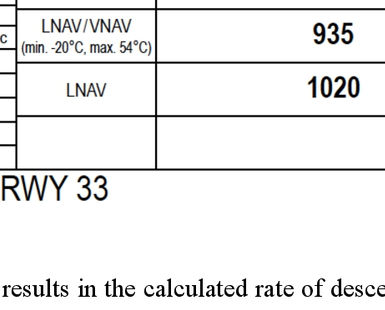 LNAV/VNAV
935
c
(min. -20°C, max. 54°C)
LNAV
1020
RWY 33
results in the calculated rate of desce